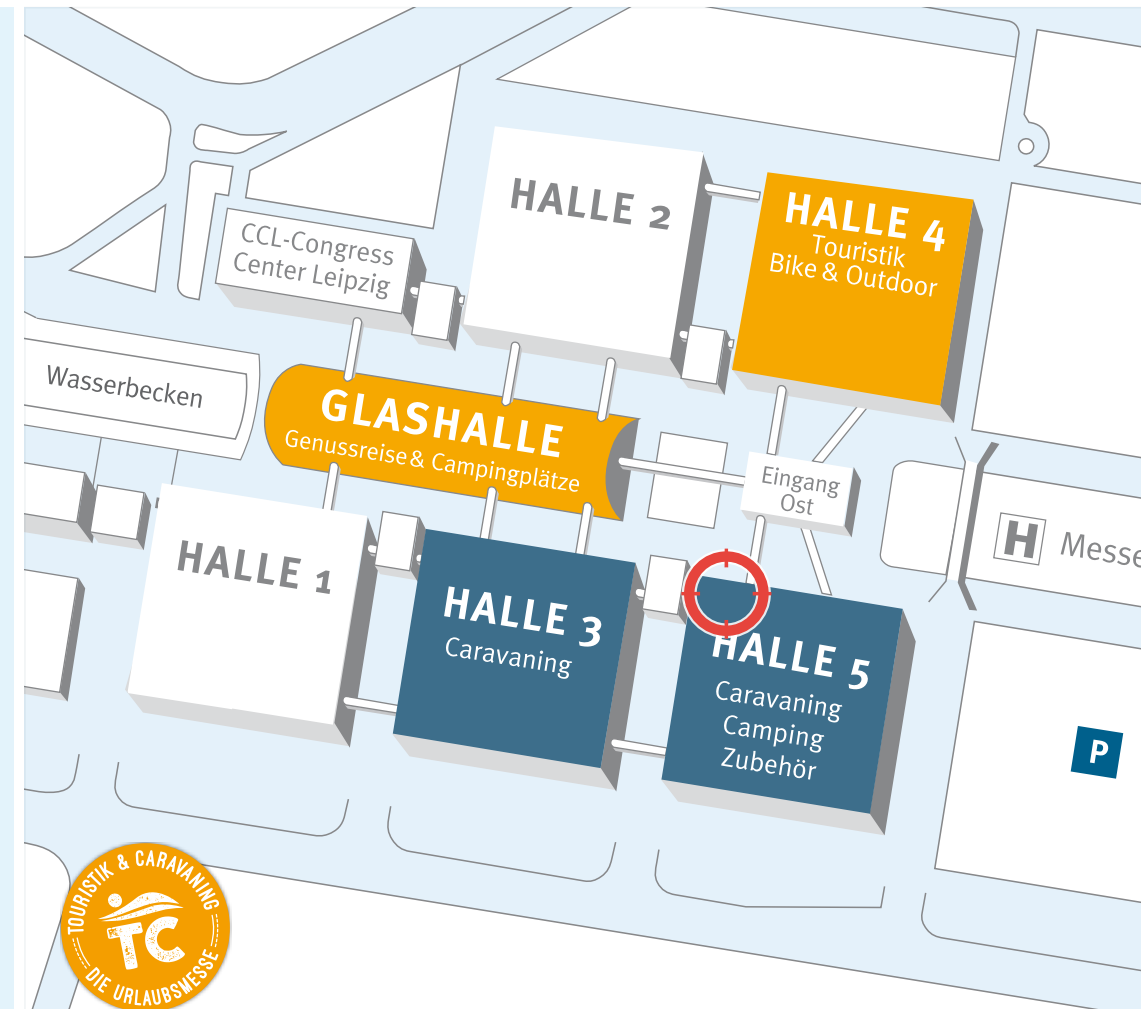 HALLE 2
HALLE 4
Touristik
Bike & Outdoor
CCL-Congress
Center Leipzig
Wasserbecken
GLASHALLE
Genussreise & Campingplätze
Eingang
Ost
H Messe
HALLE 1
HALLE 3
Caravaning
HALLE 5
Caravaning
Camping
Zubehör
P
TOURISTIK & CARAVANING
TC
DIE URLAUBSMESSE